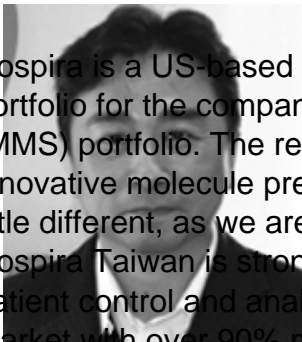 ospira is a US-based
ortfolio for the compan
MMS) portfolio. The re
novative molecule pre
tle different, as we are
ospira Taiwan is stron
atient control and anal
arket with over 90%